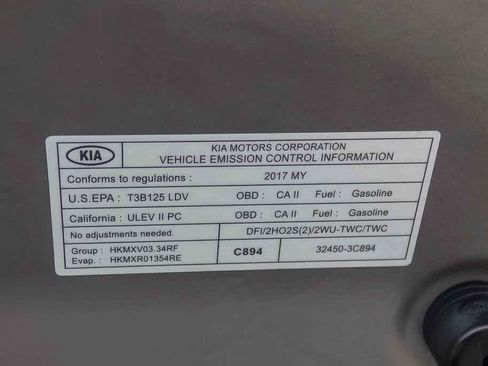 KIA
KIA MOTORS CORPORATION
VEHICLE EMISSION CONTROL INFORMATION
Conforms to regulations : 2017 MY
U.S.EPA : T3B125 LDV OBD : CA II Fuel : Gasoline
California : ULEV II PC OBD : CA II Fuel : Gasoline
No adjustments needed. DFI/2HO2S(2)/2WU-TWC/TWC
Group : HKMXV03.34RF
Evap. : HKMXR01354RE
C894
32450-3C894